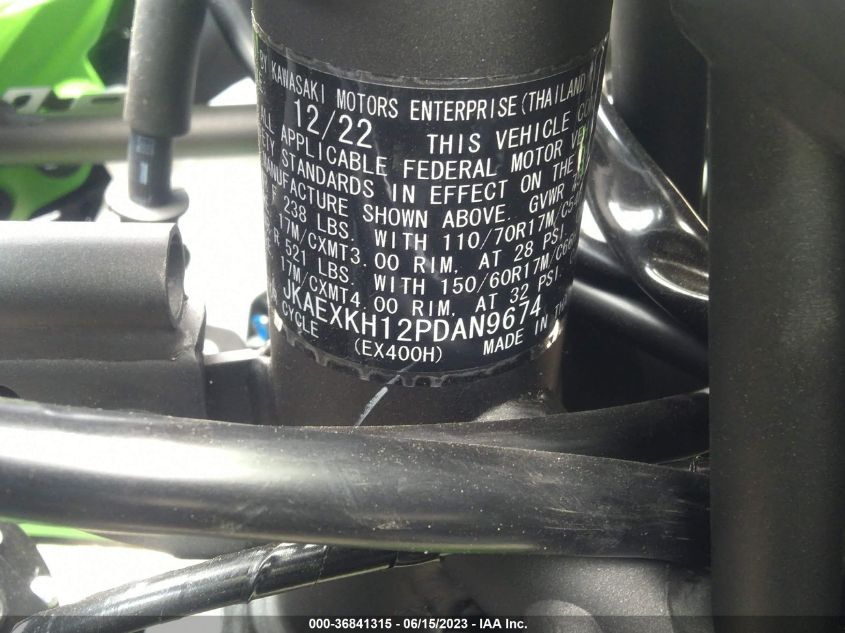 BY KAWASAKI MOTORS ENTERPRISE (THAILAND
12/22 THIS VEHICLE
ALL APPLICABLE FEDERAL MOTOR
STANDARDS IN EFFECT ON THE
MANUFACTURE SHOWN ABOVE. GVWR
F 238 LBS. WITH 110/70R17M/C
17M/CXMT3.00 RIM, AT 28 PSI.
R 521 LBS. WITH 150/60R17M/C
17M/CXMT4.00 RIM, AT 32 PSI.
JKAEXKH12PDAN9674
CYCLE (EX400H) MADE IN
000-36841315 - 06/15/2023 - IAA Inc.